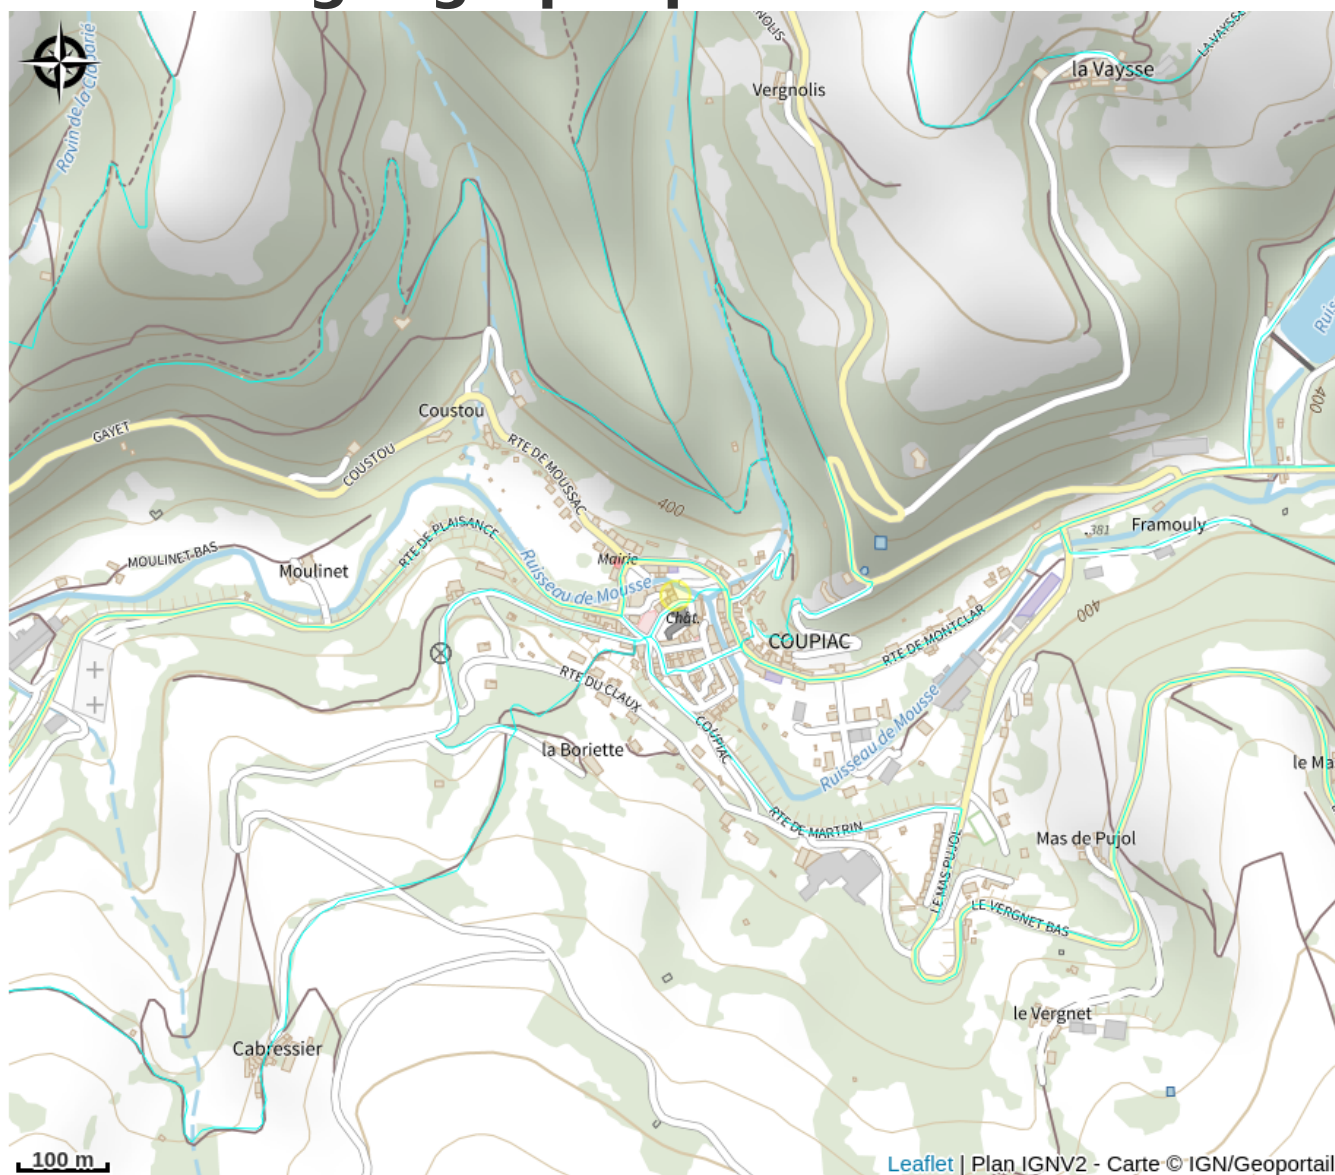 la Vaysse
LA VAYSSE
Vergnolis
Ravin de la Claparié
400
Coustou
GAYET
COUSTOU
RTE DE MOUSSAC
400
381
Framouly
RTE DE PLAISANCE
MOULINET-BAS
Moulinet
Mairie
Ruisseau de Mousse
Chât.
COUPIAC
RTE DE MONTCLAR
400
RTE DU CLAUX
COUPIAC
la Boriette
Ruisseau de Mousse
le Ma
RTE DE MARTRIN
Mas de Pujol
LE MAS PUJOL
LE VERGNET BAS
le Vergnet
Cabressier
100 m
Leaflet | Plan IGNV2 - Carte © IGN/Geoportail